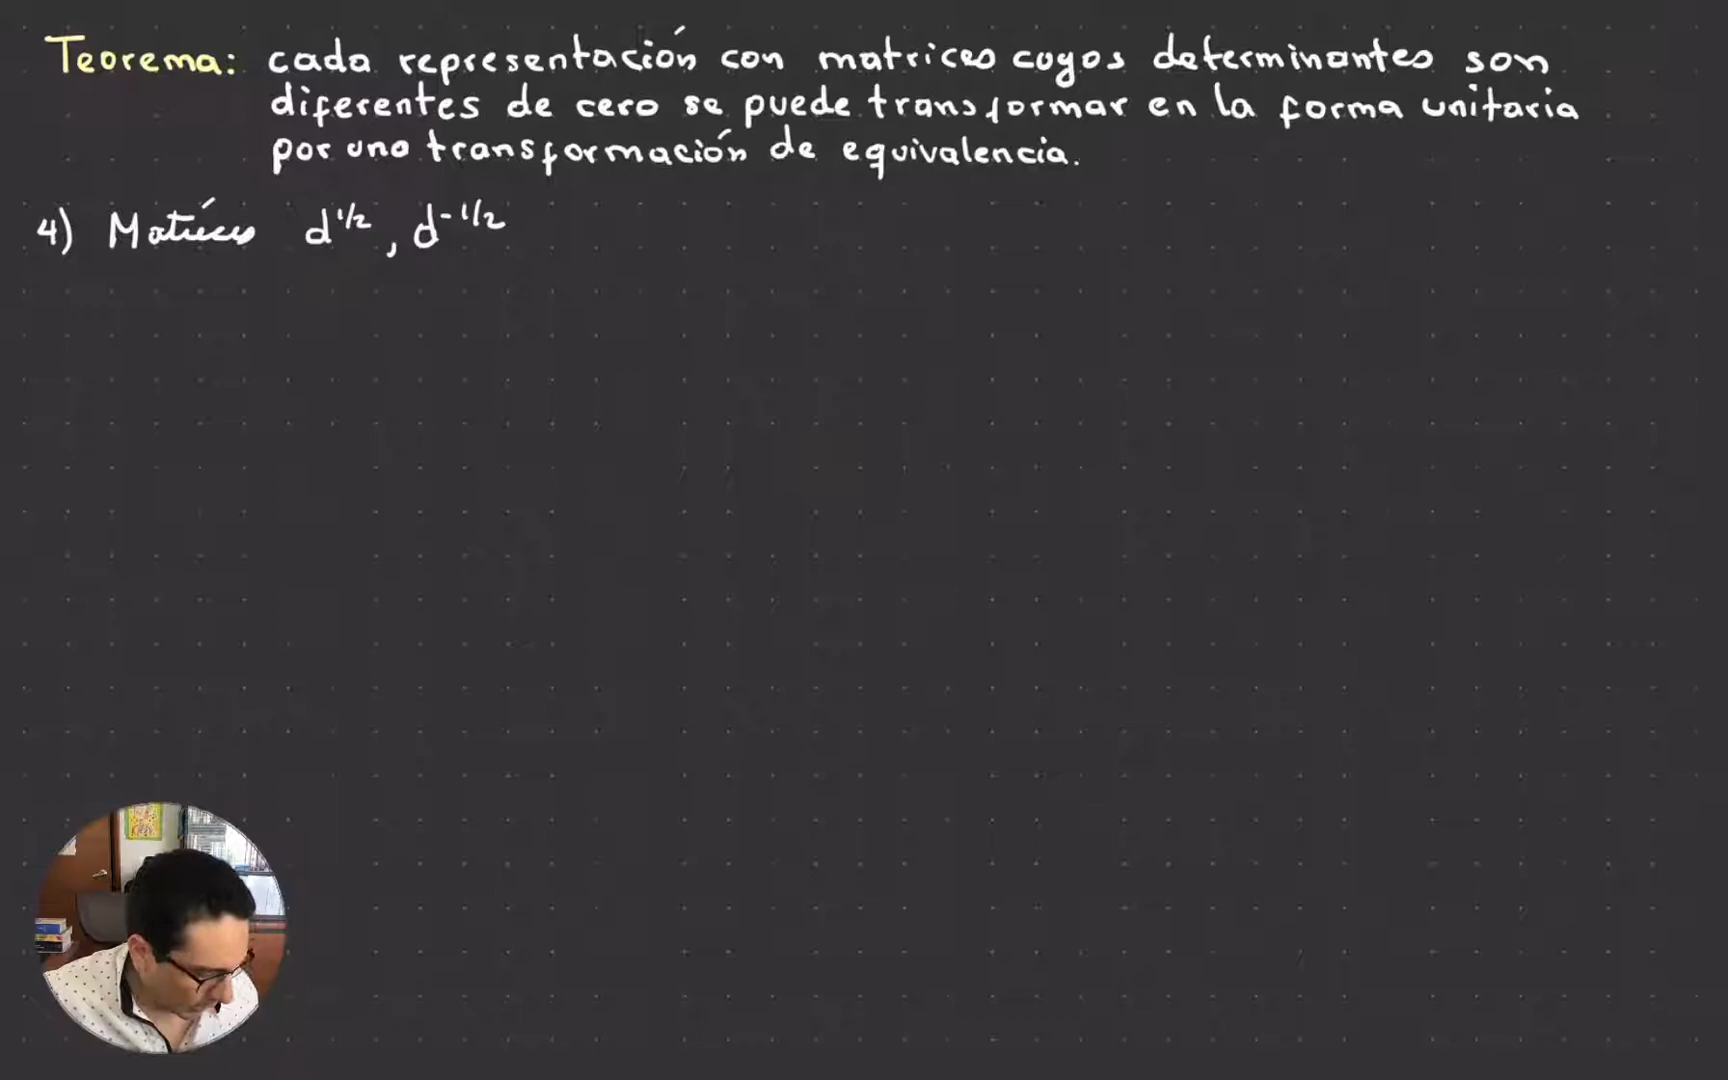 Teorema: cada representación con matrices cuyos determinantes son
diferentes de cero se puede transformar en la forma unitaria
por una transformación de equivalencia.
4) Matrices d^1/2, d^-1/2